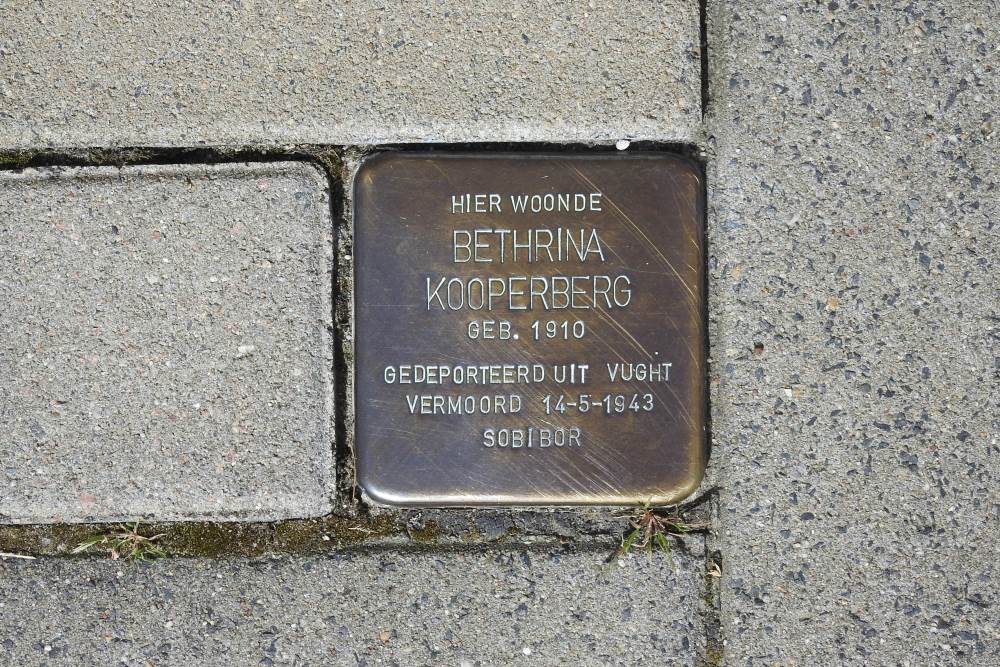 HIER WOONDE
BETHRINA
KOOPERBERG
GEB. 1910
GEDEPORTEERD UIT VUGHT
VERMOORD 14-5-1943
SOBIBOR